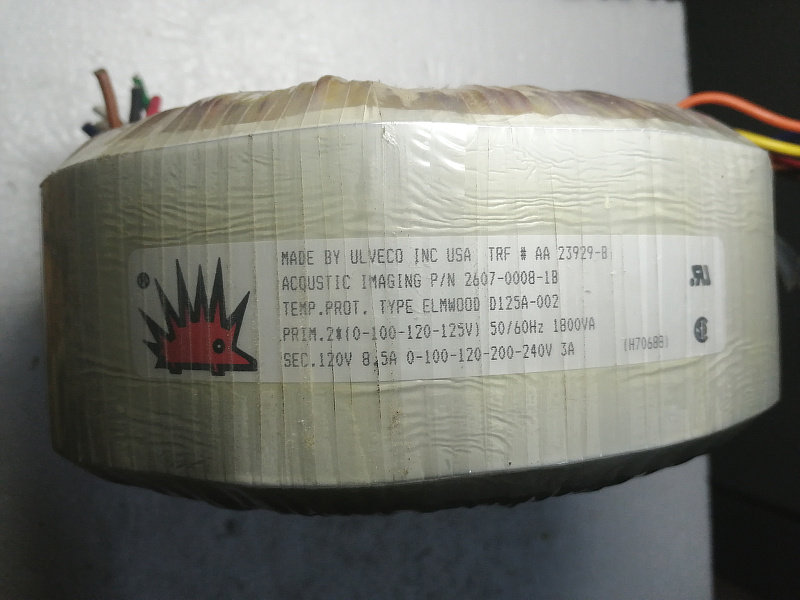 MADE BY ULVECO INC USA TRF # AA 23929-B
ACOUSTIC IMAGING P/N 2607-0008-1B
TEMP.PROT. TYPE ELMWOOD D125A-002
PRIM.2*(0-100-120-125V) 50/60Hz 1800VA
SEC.120V 8.5A 0-100-120-200-240V 3A
(H7068B)
®